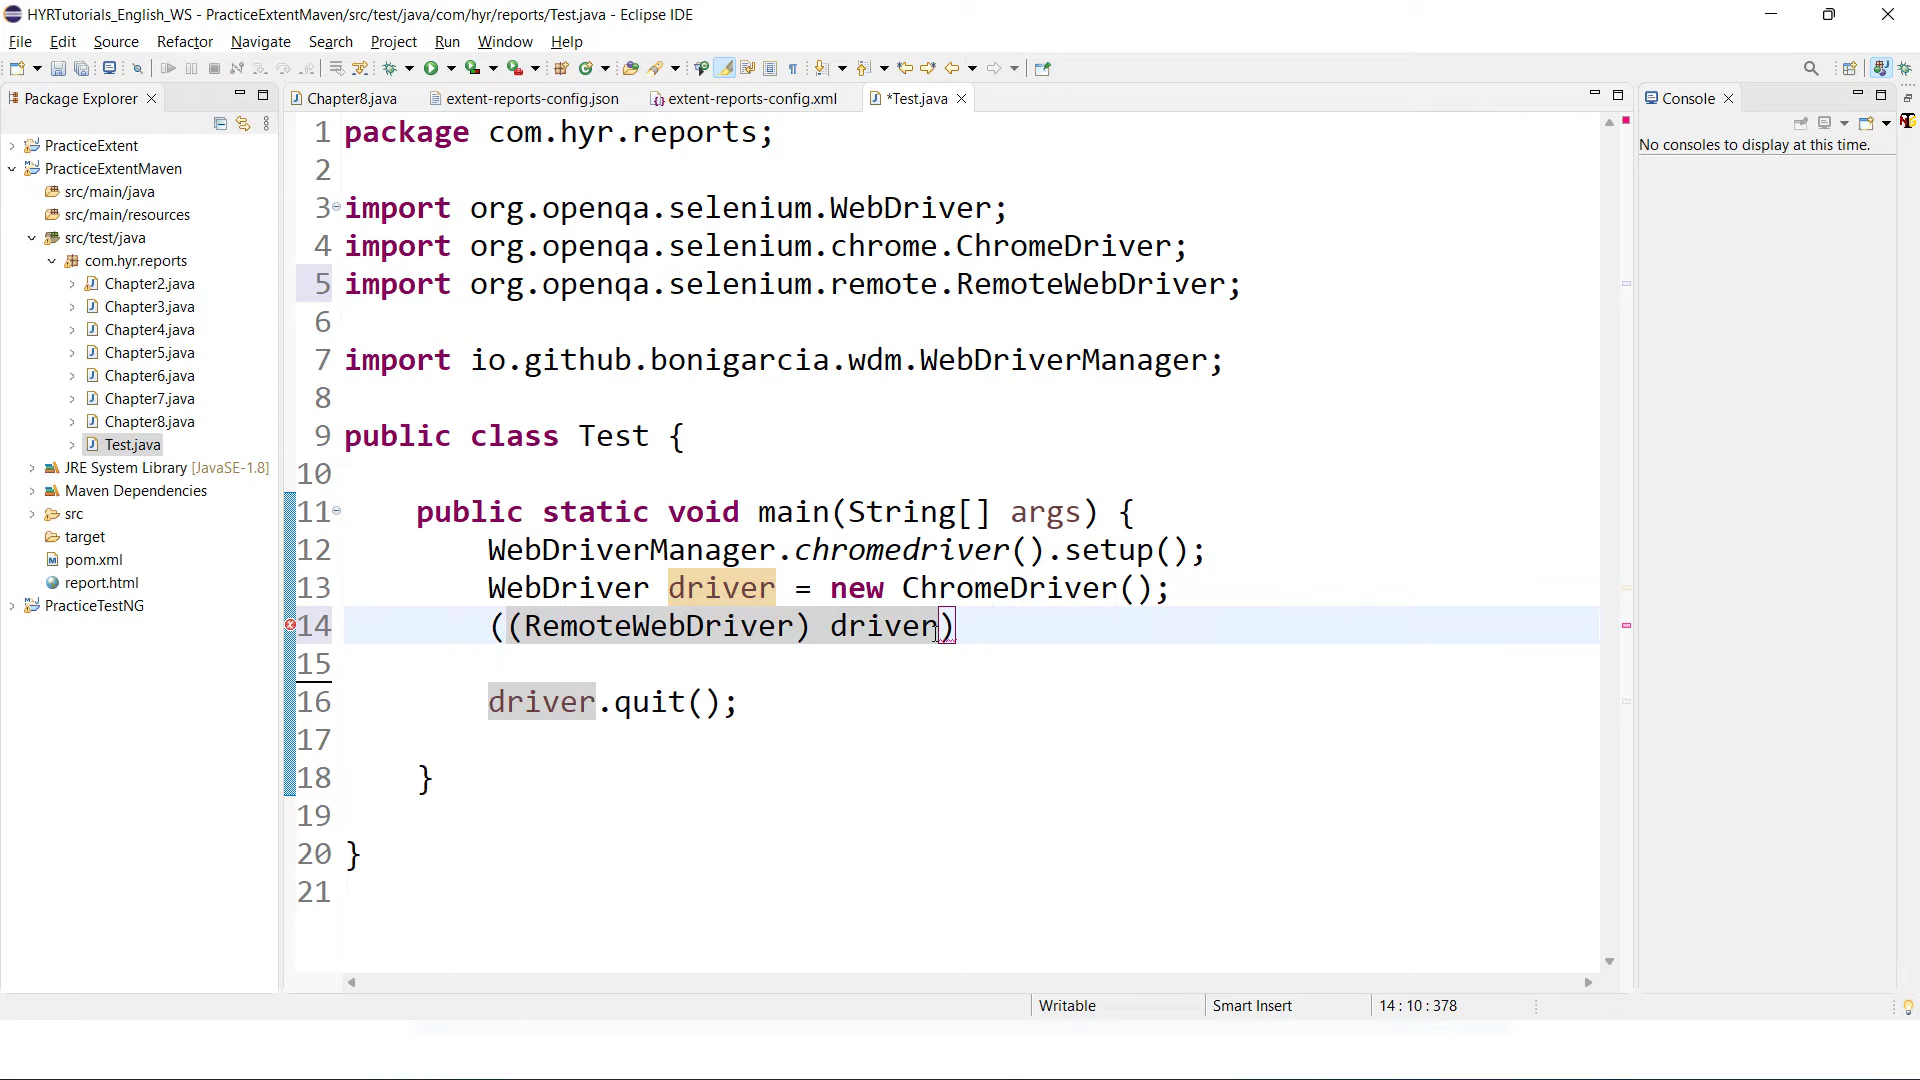 HYRTutorials_English_WS - PracticeExtentMaven/src/test/java/com/hyr/reports/Test.java - Eclipse IDE
File Edit Source Refactor Navigate Search Project Run Window Help
Package Explorer
Chapter8.java extent-reports-config.json extent-reports-config.xml *Test.java
Console
No consoles to display at this time.
PracticeExtent
PracticeExtentMaven
src/main/java
src/main/resources
src/test/java
com.hyr.reports
Chapter2.java
Chapter3.java
Chapter4.java
Chapter5.java
Chapter6.java
Chapter7.java
Chapter8.java
Test.java
JRE System Library [JavaSE-1.8]
Maven Dependencies
src
target
pom.xml
report.html
PracticeTestNG
1 package com.hyr.reports;
2
3 import org.openqa.selenium.WebDriver;
4 import org.openqa.selenium.chrome.ChromeDriver;
5 import org.openqa.selenium.remote.RemoteWebDriver;
6
7 import io.github.bonigarcia.wdm.WebDriverManager;
8
9 public class Test {
10
11 public static void main(String[] args) {
12 WebDriverManager.chromedriver().setup();
13 WebDriver driver = new ChromeDriver();
14 ((RemoteWebDriver) driver)
15
16 driver.quit();
17
18 }
19
20 }
21
Writable Smart Insert 14 : 10 : 378